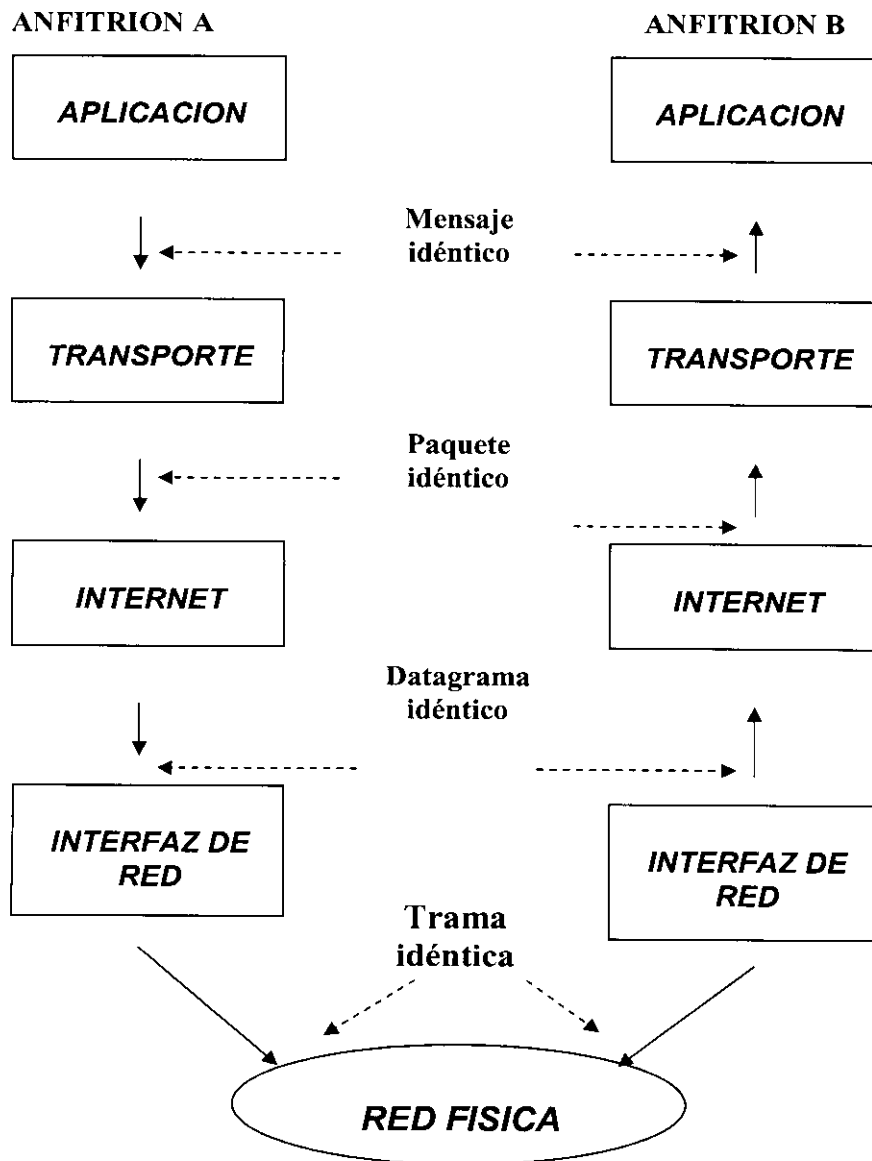 ANFITRION A
ANFITRION B
APLICACION
APLICACION
Mensaje
idéntico
TRANSPORTE
TRANSPORTE
Paquete
idéntico
INTERNET
INTERNET
Datagrama
idéntico
INTERFAZ DE
RED
INTERFAZ DE
RED
Trama
idéntica
RED FISICA